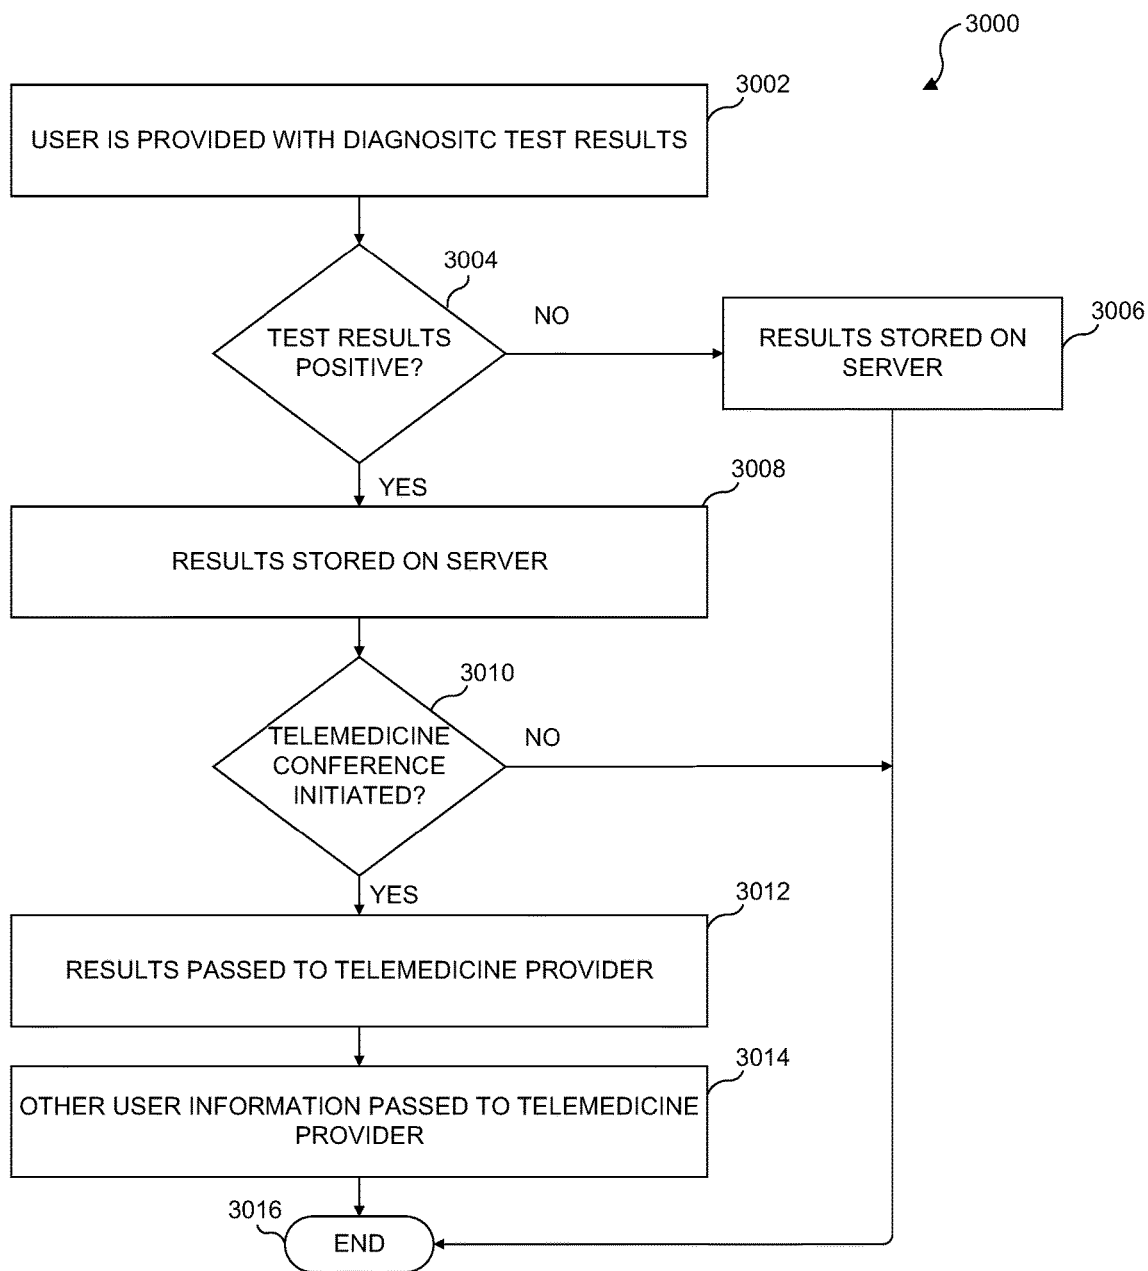 3000
3002
USER IS PROVIDED WITH DIAGNOSITC TEST RESULTS
3004
TEST RESULTS
POSITIVE?
NO
3006
RESULTS STORED ON
SERVER
YES
3008
RESULTS STORED ON SERVER
3010
TELEMEDICINE
CONFERENCE
INITIATED?
NO
YES
3012
RESULTS PASSED TO TELEMEDICINE PROVIDER
3014
OTHER USER INFORMATION PASSED TO TELEMEDICINE
PROVIDER
3016
END